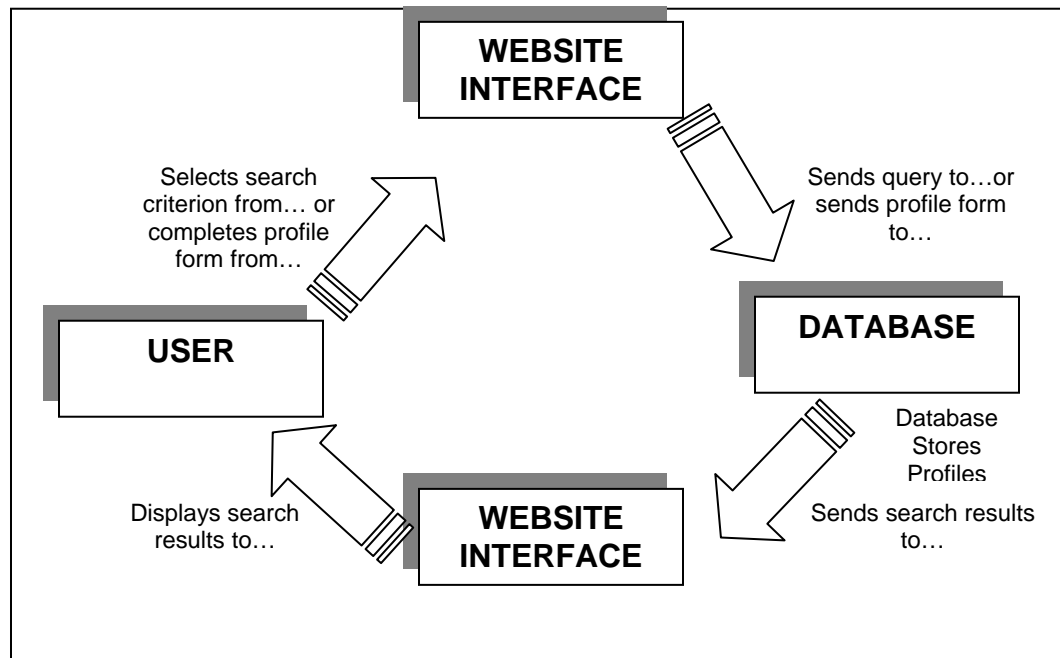 WEBSITE
INTERFACE
Selects search
criterion from… or
completes profile
form from…
Sends query to…or
sends profile form
to…
USER
DATABASE
Database
Stores
Profiles
Displays search
results to…
WEBSITE
INTERFACE
Sends search results
to…